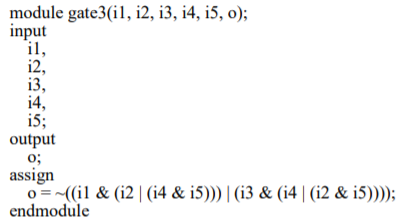 module gate3(i1, i2, i3, i4, i5, o);
input
i1,
i2,
i3,
i4,
i5;
output
o;
assign
o = ~((i1 & (i2 | (i4 & i5))) | (i3 & (i4 | (i2 & i5))));
endmodule